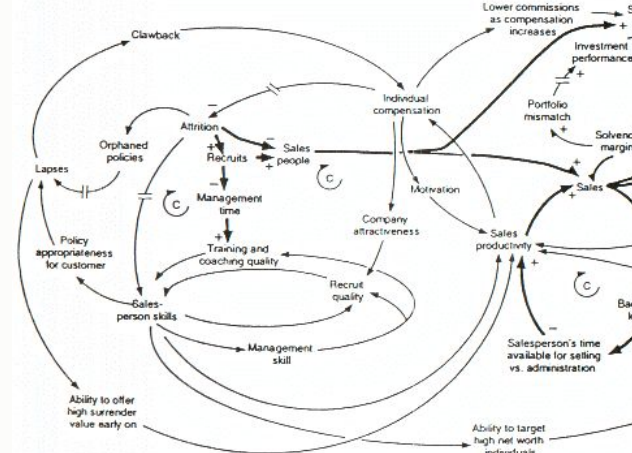 Lower commissions
as compensation
increases
Clawback
+
Investment
performance
+
Individual
compensation
Portfolio
mismatch
−
Attrition
−
Orphaned
policies
+
Recruits
+
Sales
people
Solvenc
margin
Lapses
C
+
Sales
+
−
Management
time
C
Motivation
+
Company
attractiveness
Policy
appropriateness
for customer
Training and
coaching quality
Sales
productivity
+
C
Recruit
quality
Sales-
person skills
Ba
−
Salesperson's time
available for selling
vs. administration
Management
skill
Ability to offer
high surrender
value early on
Ability to target
high net worth
individuals